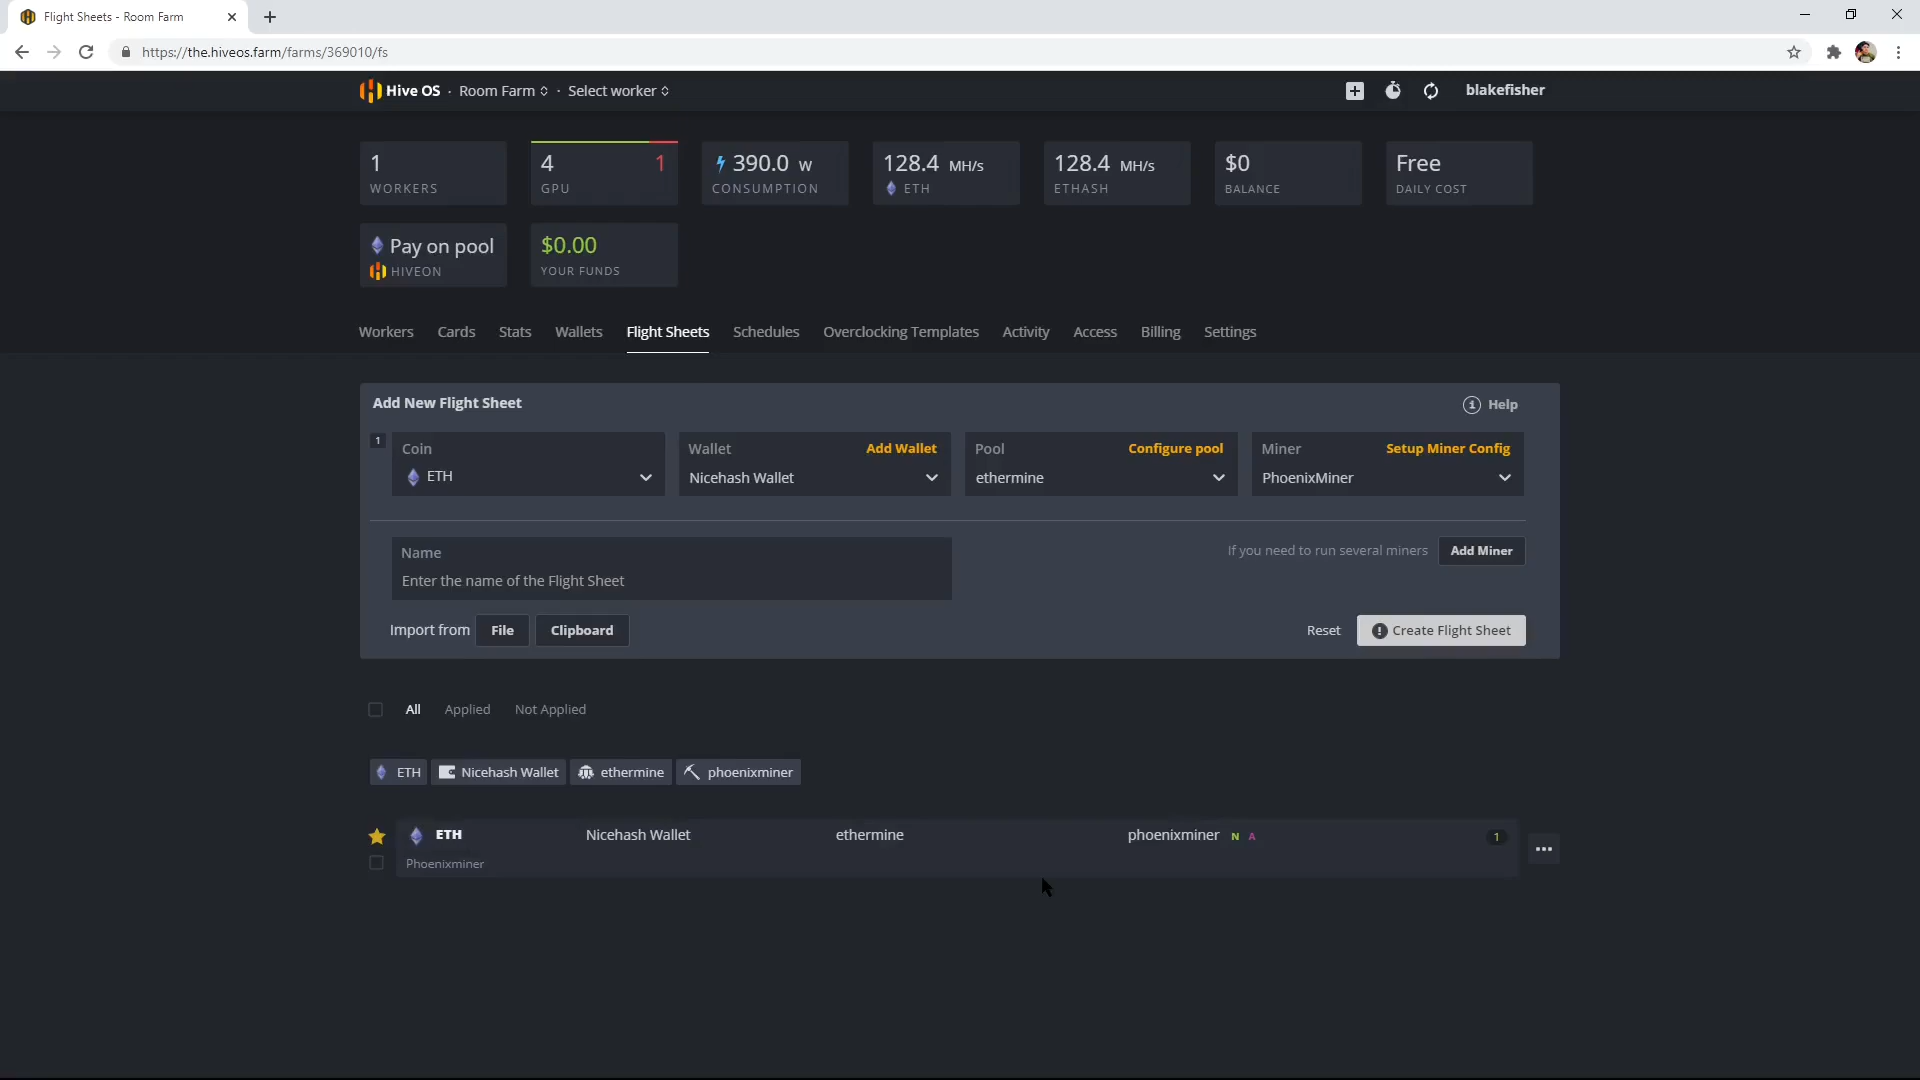 Flight Sheets - Room Farm
https://the.hiveos.farm/farms/369010/fs
Hive OS · Room Farm · Select worker
blakefisher
1
WORKERS
4 1
GPU
390.0 W
CONSUMPTION
128.4 MH/s
ETH
128.4 MH/s
ETHASH
$0
BALANCE
Free
DAILY COST
Pay on pool
HIVEON
$0.00
YOUR FUNDS
Workers Cards Stats Wallets Flight Sheets Schedules Overclocking Templates Activity Access Billing Settings
Add New Flight Sheet
Help
1
Coin
ETH
Wallet Add Wallet
Nicehash Wallet
Pool Configure pool
ethermine
Miner Setup Miner Config
PhoenixMiner
Name
Enter the name of the Flight Sheet
If you need to run several miners Add Miner
Import from File Clipboard
Reset Create Flight Sheet
All Applied Not Applied
ETH Nicehash Wallet ethermine phoenixminer
ETH Nicehash Wallet ethermine phoenixminer N A 1
Phoenixminer